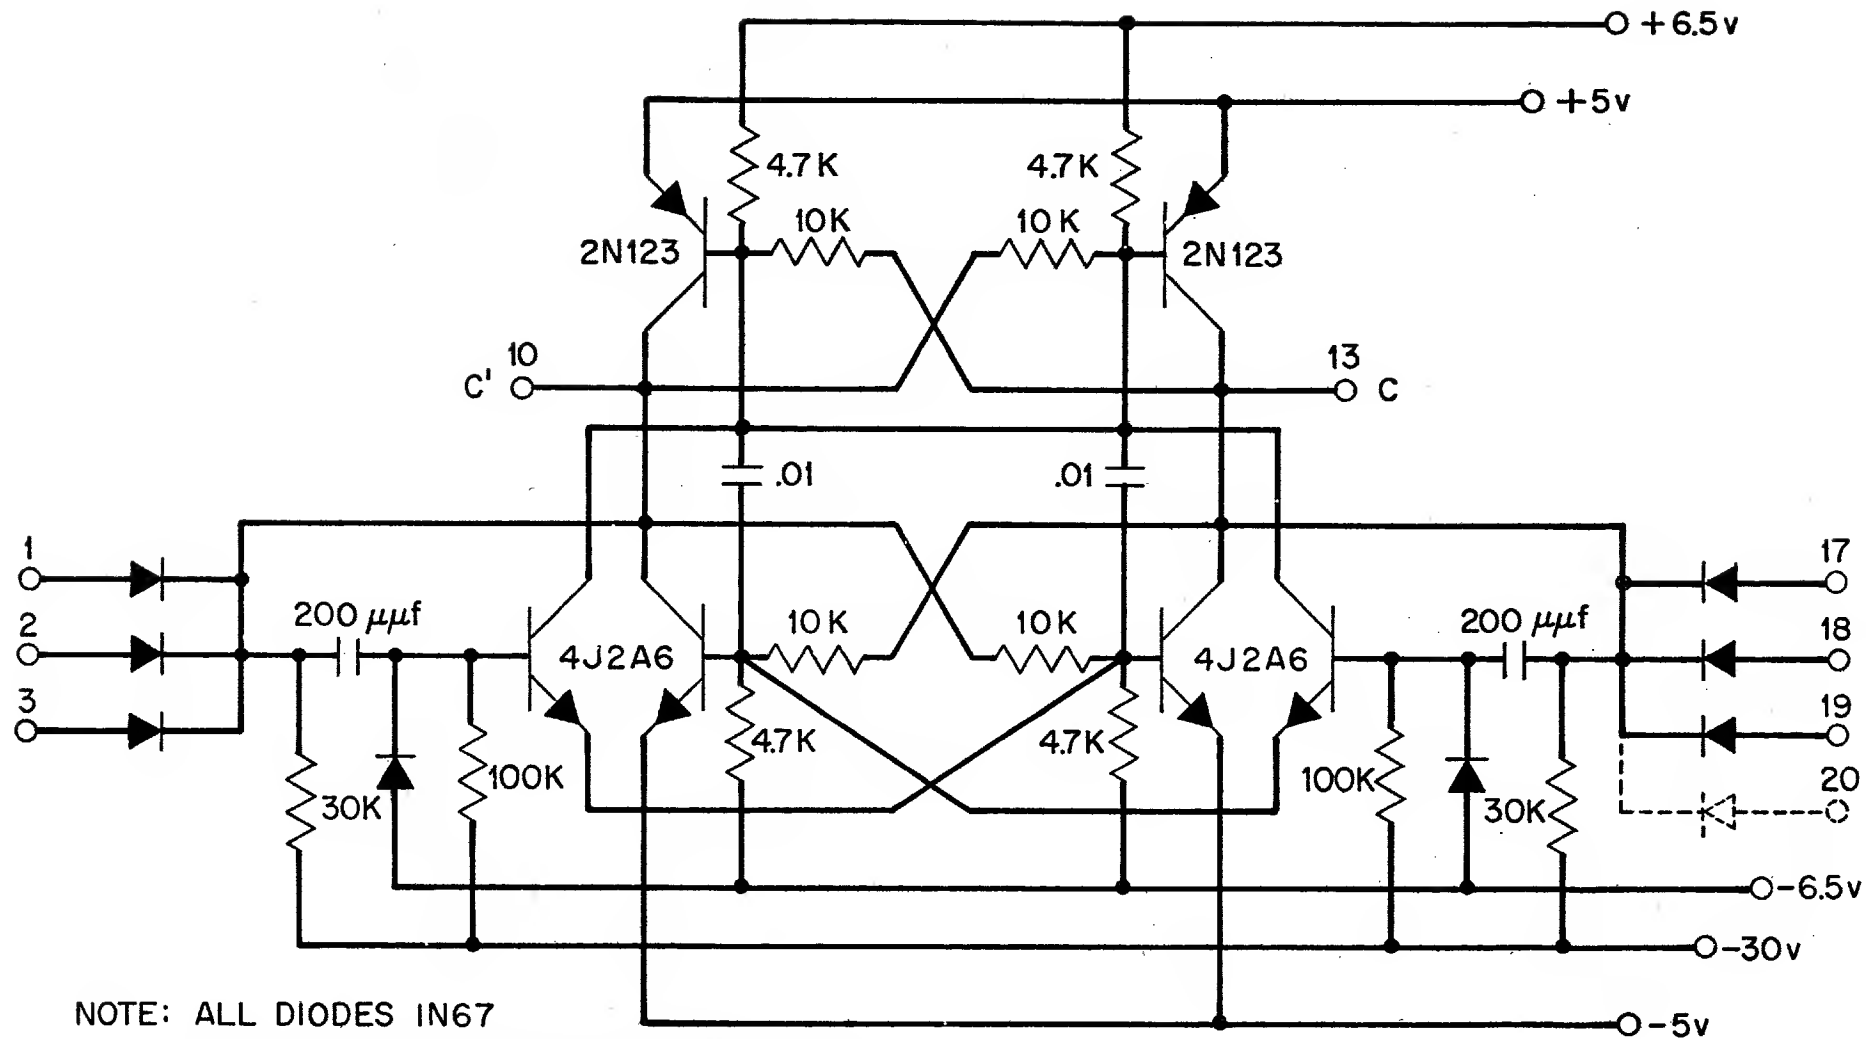 +6.5v
+5v
4.7K
4.7K
10K
10K
2N123
2N123
10
13
C'
C
.01
.01
1
17
200 μμf
10K
10K
200 μμf
2
18
4J2A6
4J2A6
3
19
4.7K
4.7K
100K
100K
20
30K
30K
-6.5v
-30v
NOTE: ALL DIODES IN67
-5v